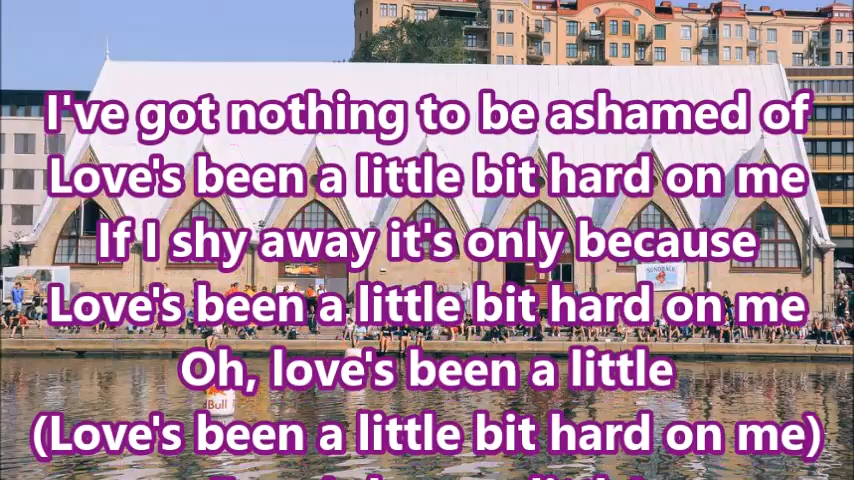 I've got nothing to be ashamed of
Love's been a little bit hard on me
If I shy away it's only because
Love's been a little bit hard on me
Oh, love's been a little
(Love's been a little bit hard on me)
Bull